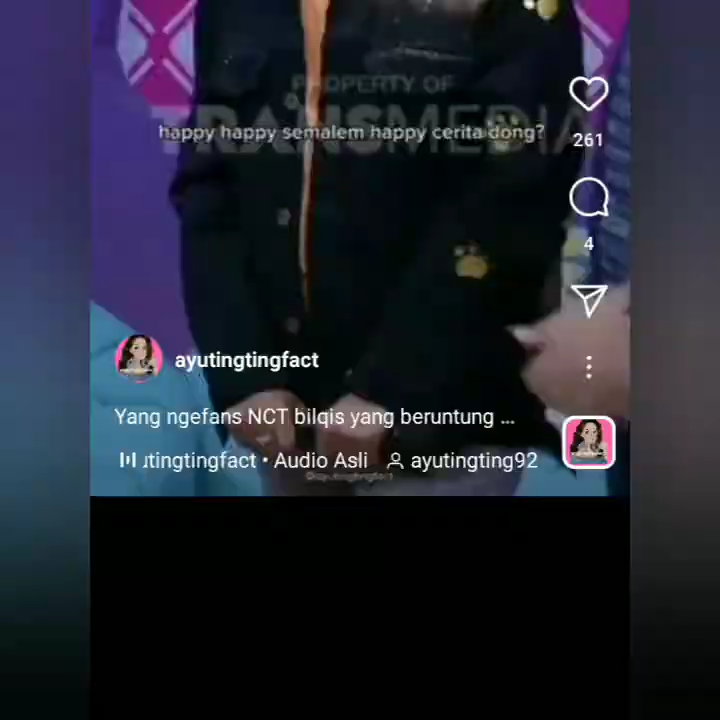 PROPERTY OF
TRANSMEDIA
happy happy semalem happy cerita dong?
261
4
ayutingtingfact
Yang ngefans NCT bilqis yang beruntung ...
tingtingfact • Audio Asli ayutingting92